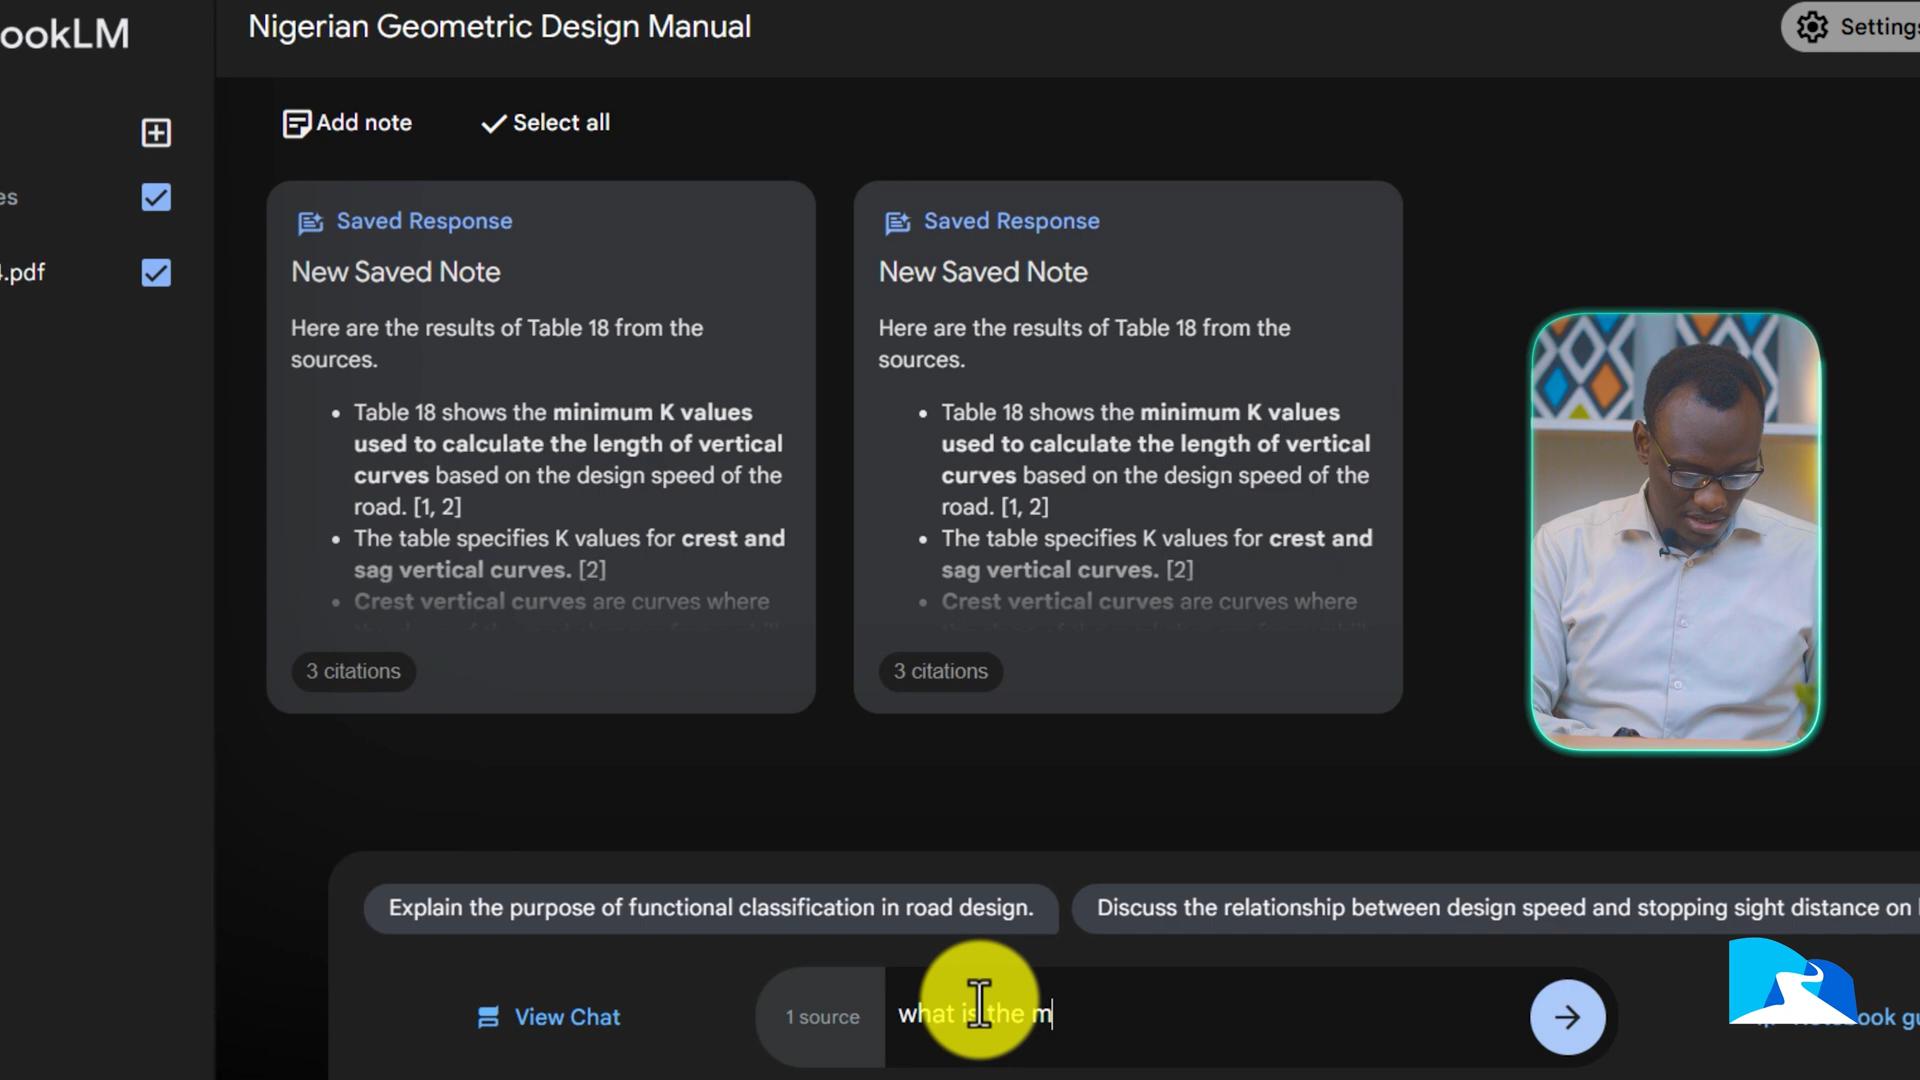 ookLM
Nigerian Geometric Design Manual
Settings
Add note
Select all
es
.pdf
Saved Response
New Saved Note
Here are the results of Table 18 from the
sources.
• Table 18 shows the minimum K values
used to calculate the length of vertical
curves based on the design speed of the
road. [1, 2]
• The table specifies K values for crest and
sag vertical curves. [2]
• Crest vertical curves are curves where
3 citations
Saved Response
New Saved Note
Here are the results of Table 18 from the
sources.
• Table 18 shows the minimum K values
used to calculate the length of vertical
curves based on the design speed of the
road. [1, 2]
• The table specifies K values for crest and
sag vertical curves. [2]
• Crest vertical curves are curves where
3 citations
Explain the purpose of functional classification in road design.
Discuss the relationship between design speed and stopping sight distance on
View Chat
1 source
what is the m
ook gu